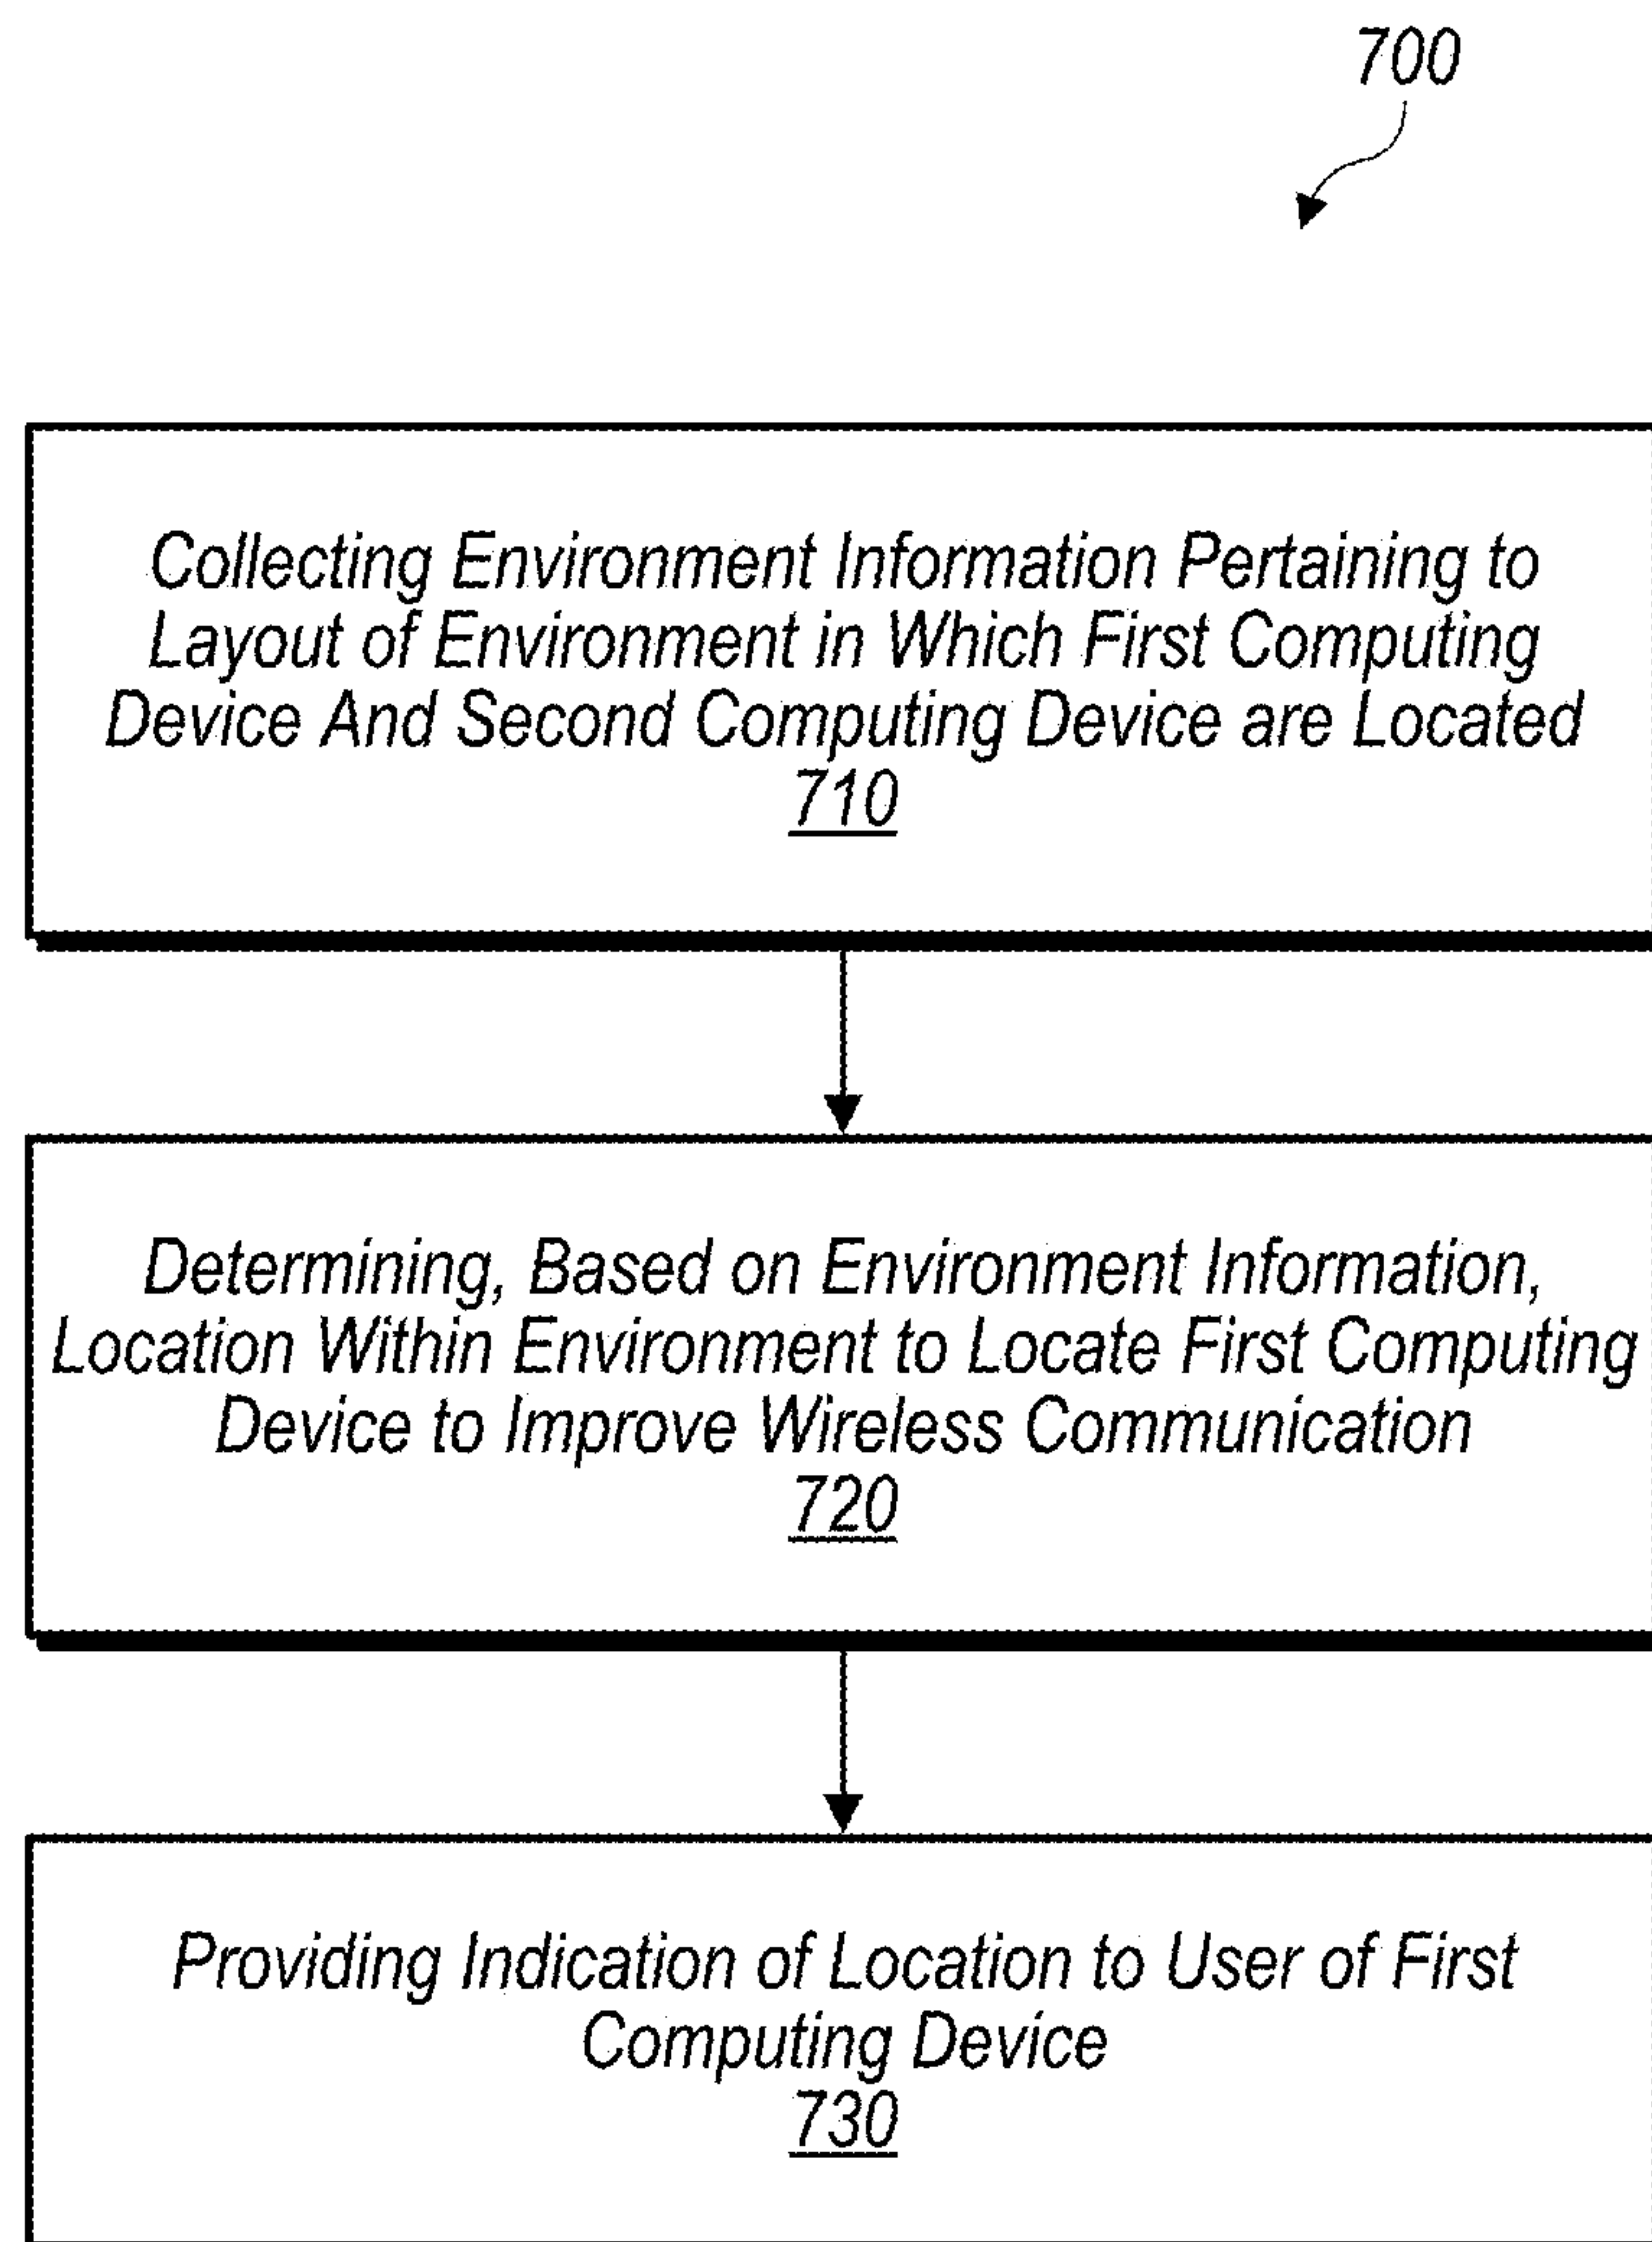 700
Collecting Environment Information Pertaining to
Layout of Environment in Which First Computing
Device And Second Computing Device are Located
710
Determining, Based on Environment Information,
Location Within Environment to Locate First Computing
Device to Improve Wireless Communication
720
Providing Indication of Location to User of First
Computing Device
730